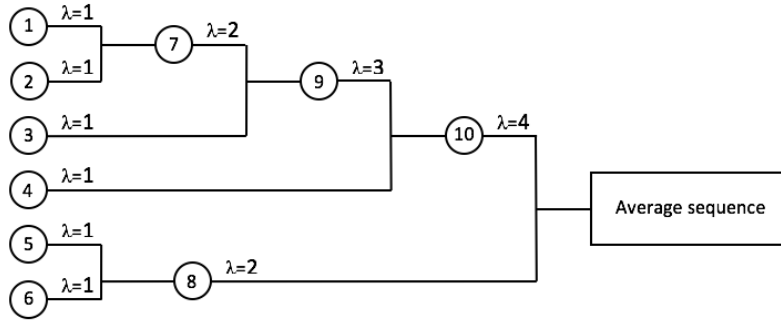 1 λ=1
7 λ=2
2 λ=1
9 λ=3
3 λ=1
10 λ=4
4 λ=1
Average sequence
5 λ=1
8 λ=2
6 λ=1